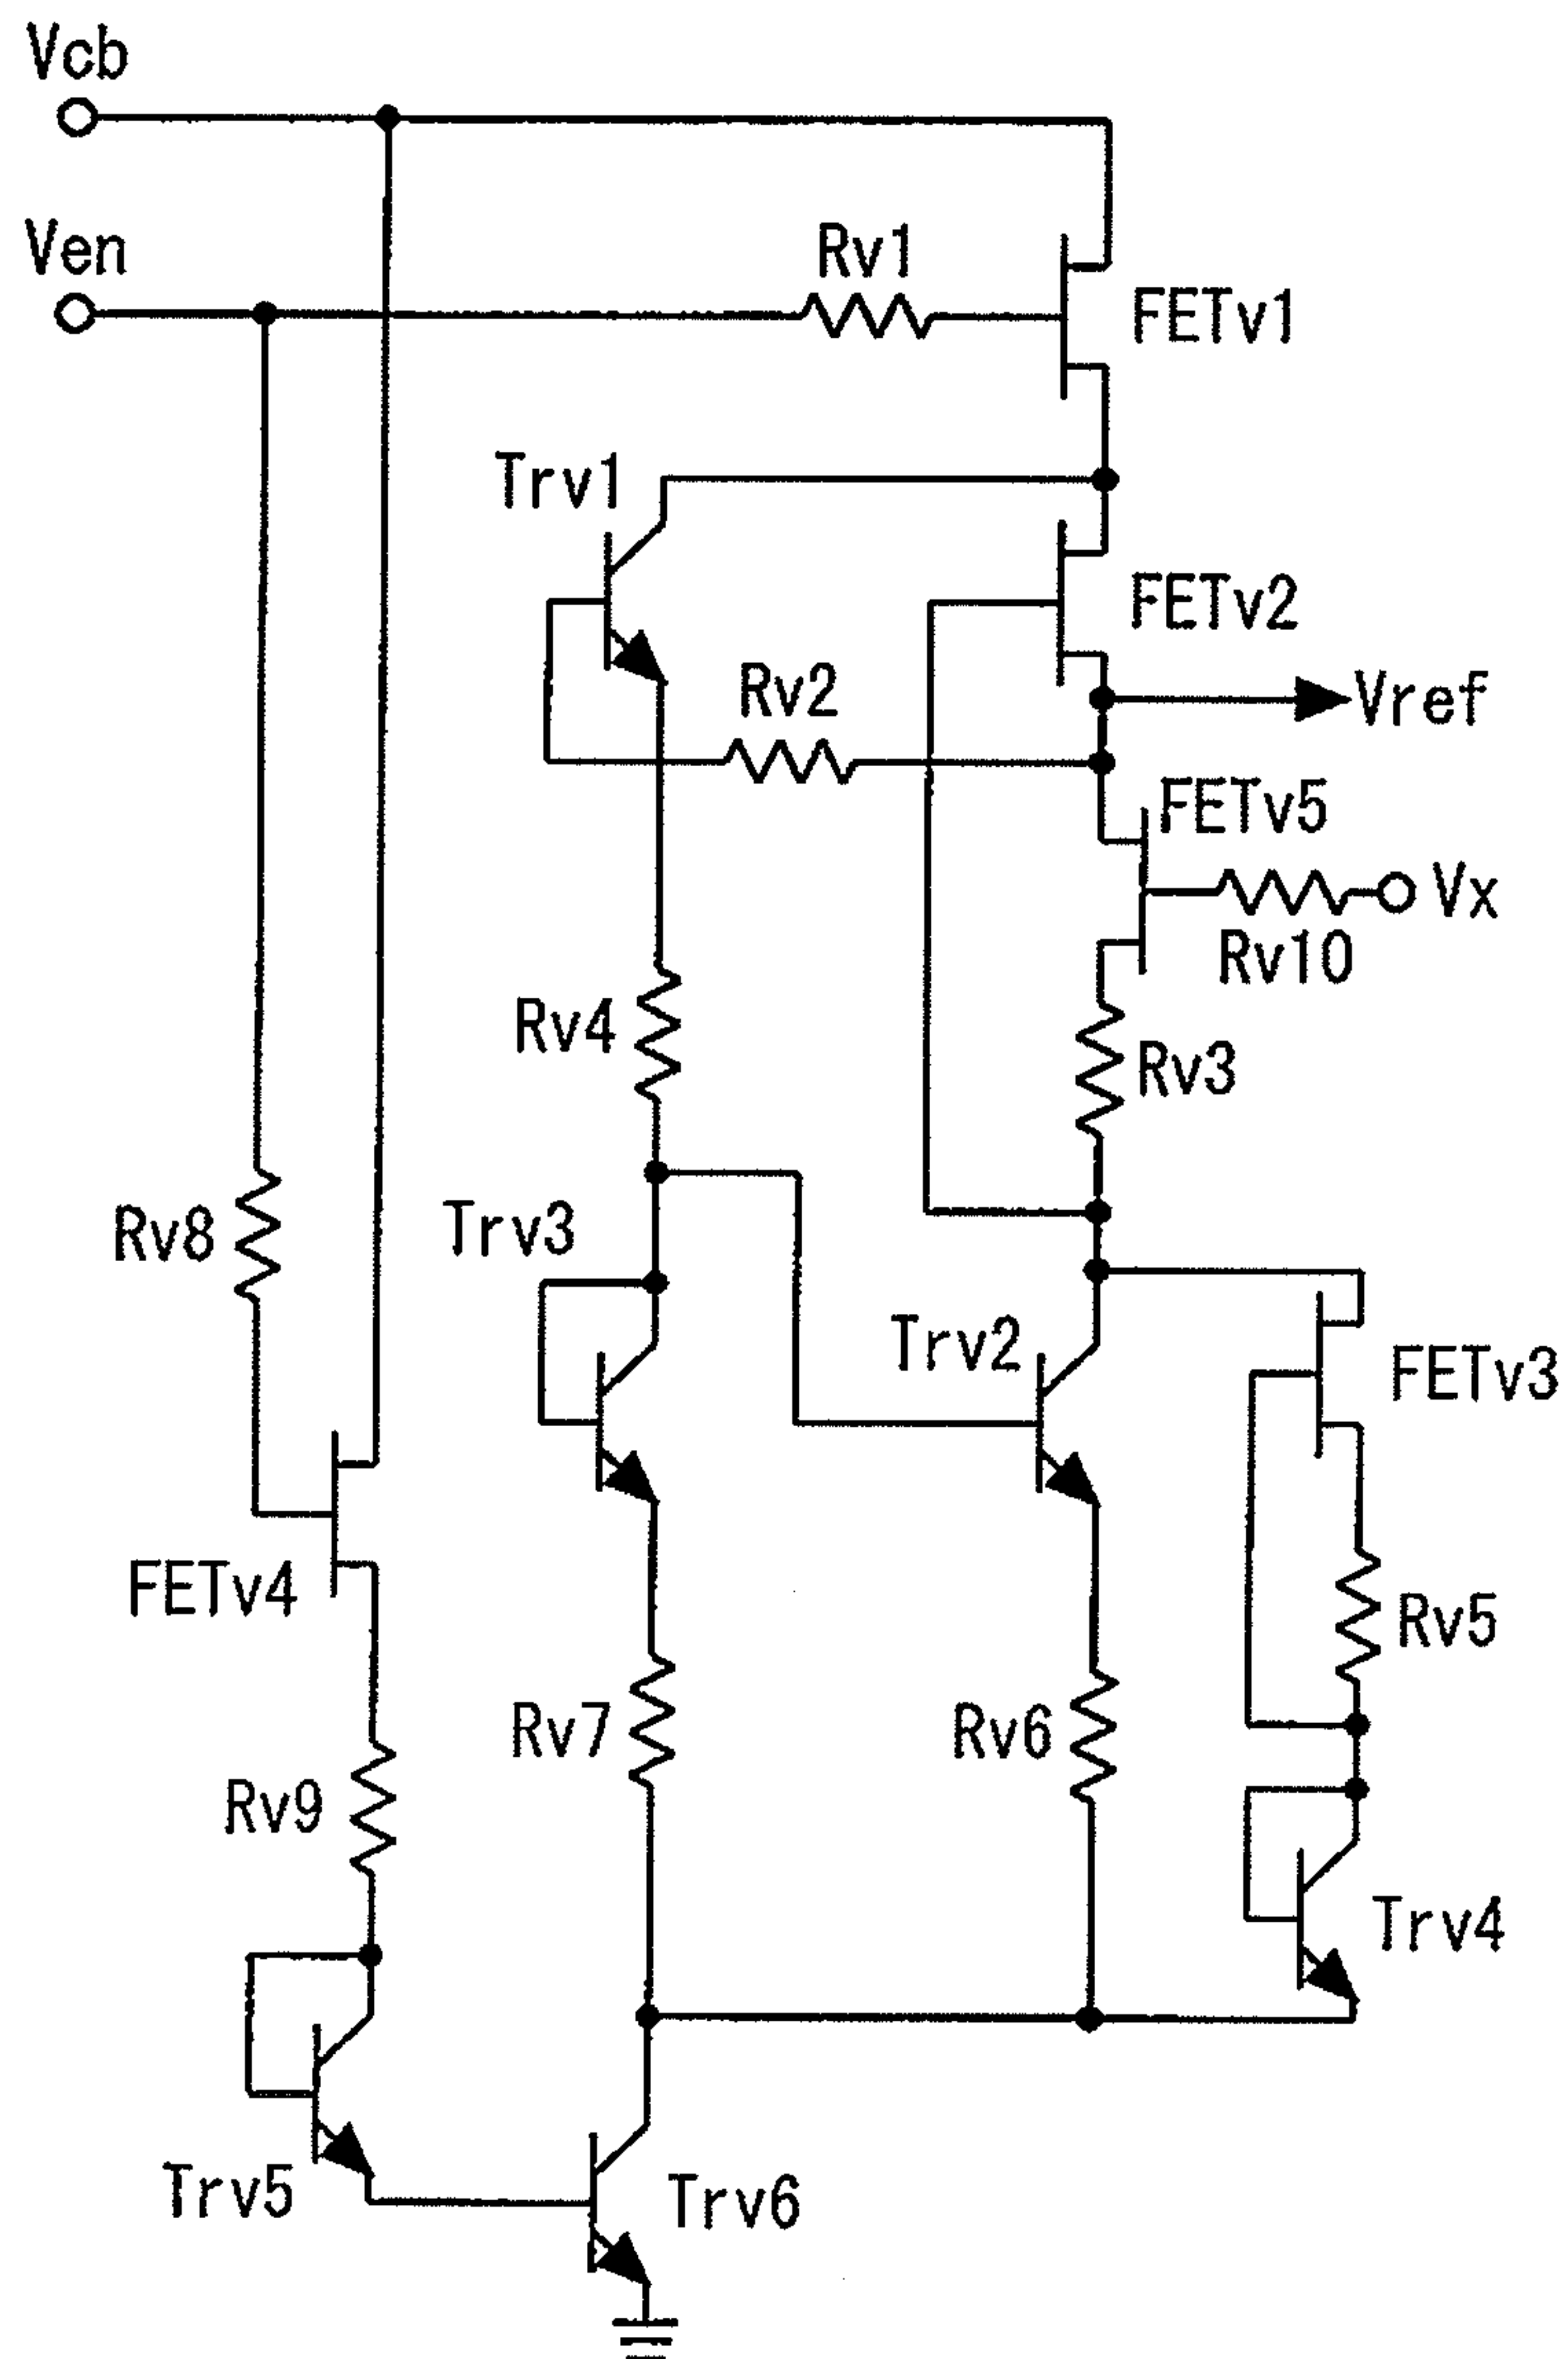 Vcb
Ven
Rv1
FETv1
Trv1
FETv2
Rv2
Vref
FETv5
Vx
Rv10
Rv4
Rv3
Rv8
Trv3
Trv2
FETv3
FETv4
Rv5
Rv7
Rv6
Rv9
Trv4
Trv5
Trv6